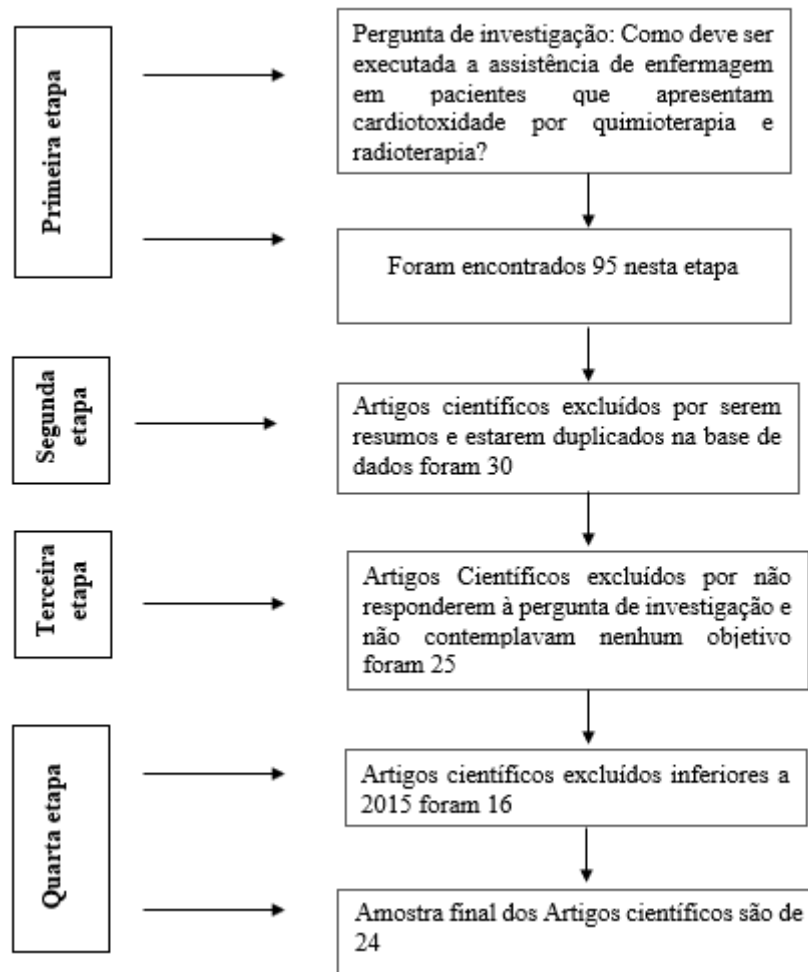 Primeira etapa
Pergunta de investigação: Como deve ser
executada a assistência de enfermagem
em pacientes que apresentam
cardiotoxidade por quimioterapia e
radioterapia?
Foram encontrados 95 nesta etapa
Segunda
etapa
Artigos científicos excluídos por serem
resumos e estarem duplicados na base de
dados foram 30
Terceira
etapa
Artigos Científicos excluídos por não
responderem à pergunta de investigação e
não contemplavam nenhum objetivo
foram 25
Quarta etapa
Artigos científicos excluídos inferiores a
2015 foram 16
Amostra final dos Artigos científicos são de
24